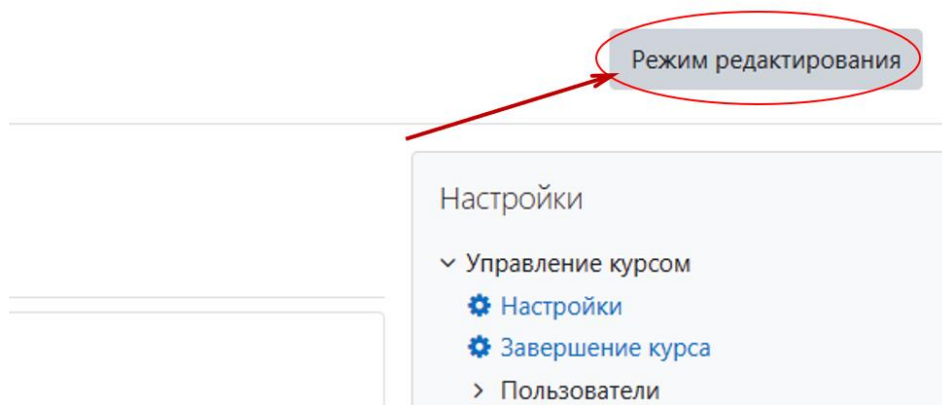 Режим редактирования
Настройки
Управление курсом
Настройки
Завершение курса
Пользователи